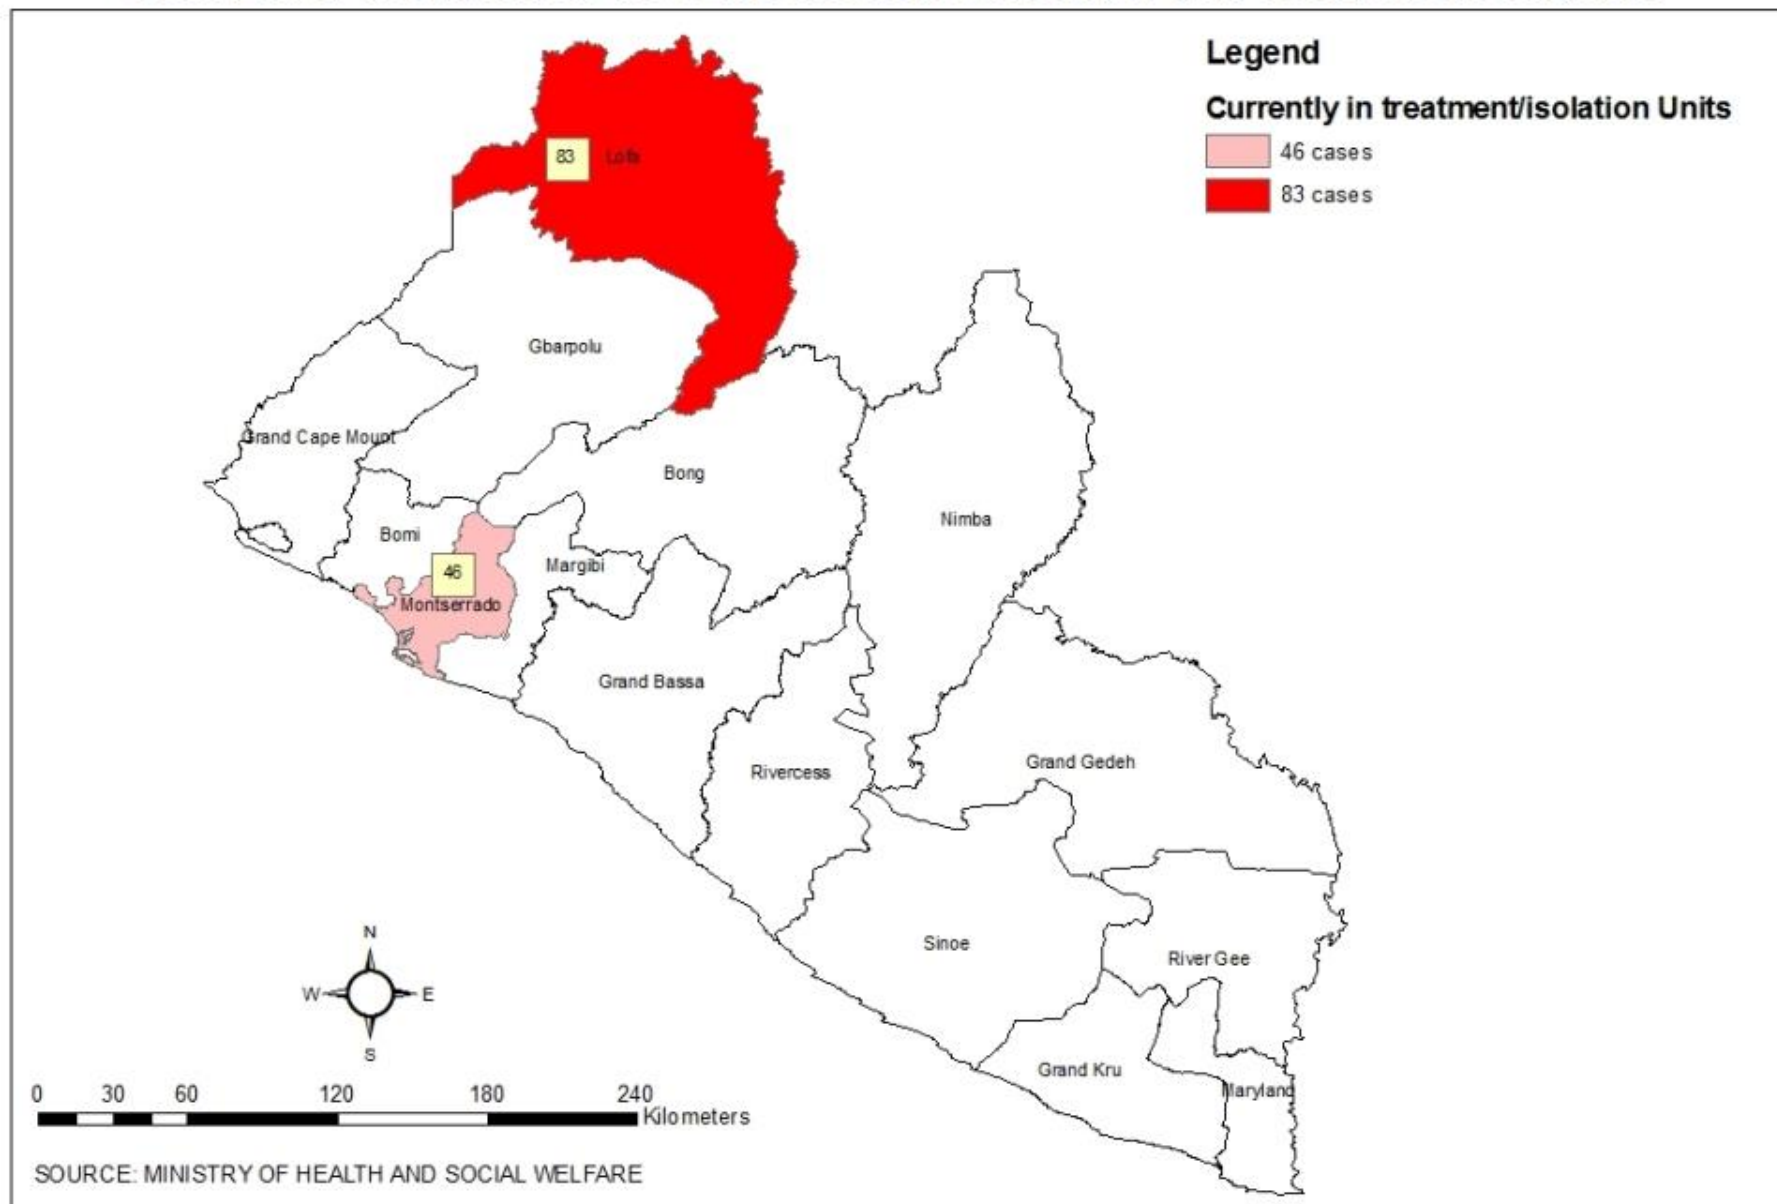 Legend
Currently in treatment/isolation Units
46 cases
83 cases
83
Lofa
Gbarpolu
Grand Cape Mount
Bong
Nimba
Bomi
Margibi
46
Montserrado
Grand Bassa
Rivercess
Grand Gedeh
Sinoe
River Gee
Grand Kru
Maryland
N
W
E
S
0 30 60 120 180 240
Kilometers
SOURCE: MINISTRY OF HEALTH AND SOCIAL WELFARE